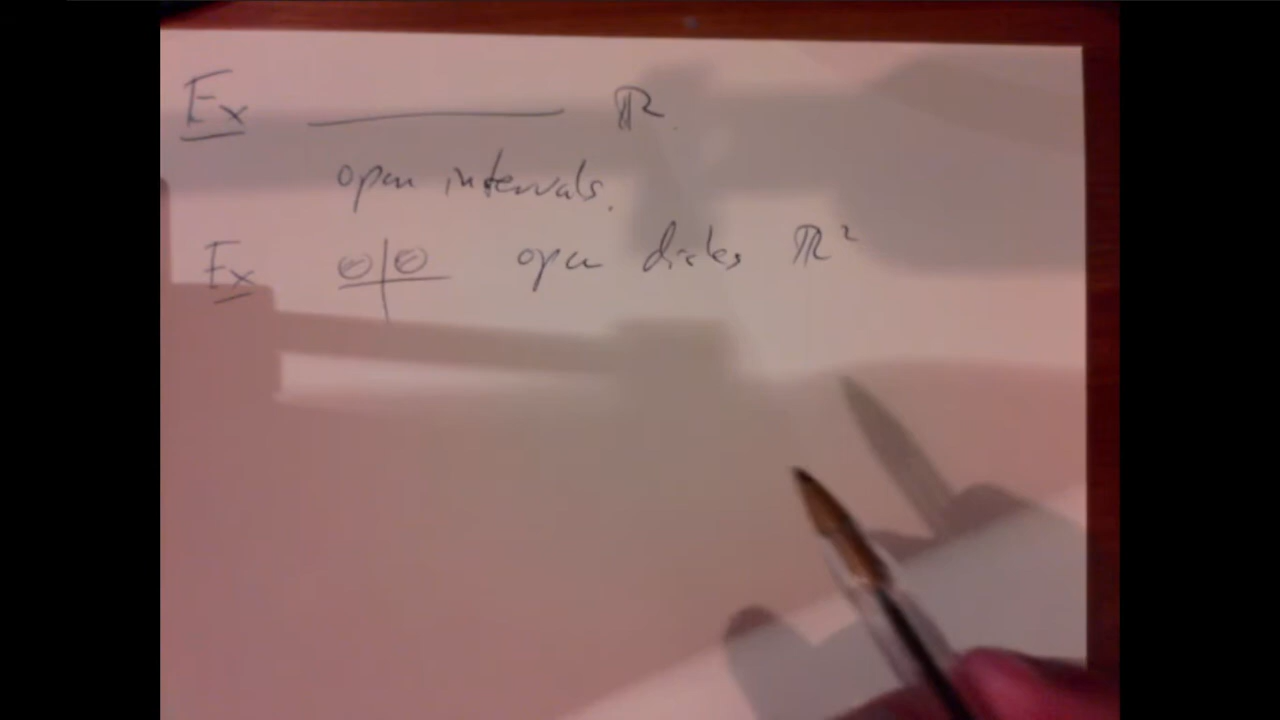 Ex ℝ
open intervals.
Ex open disks ℝ²